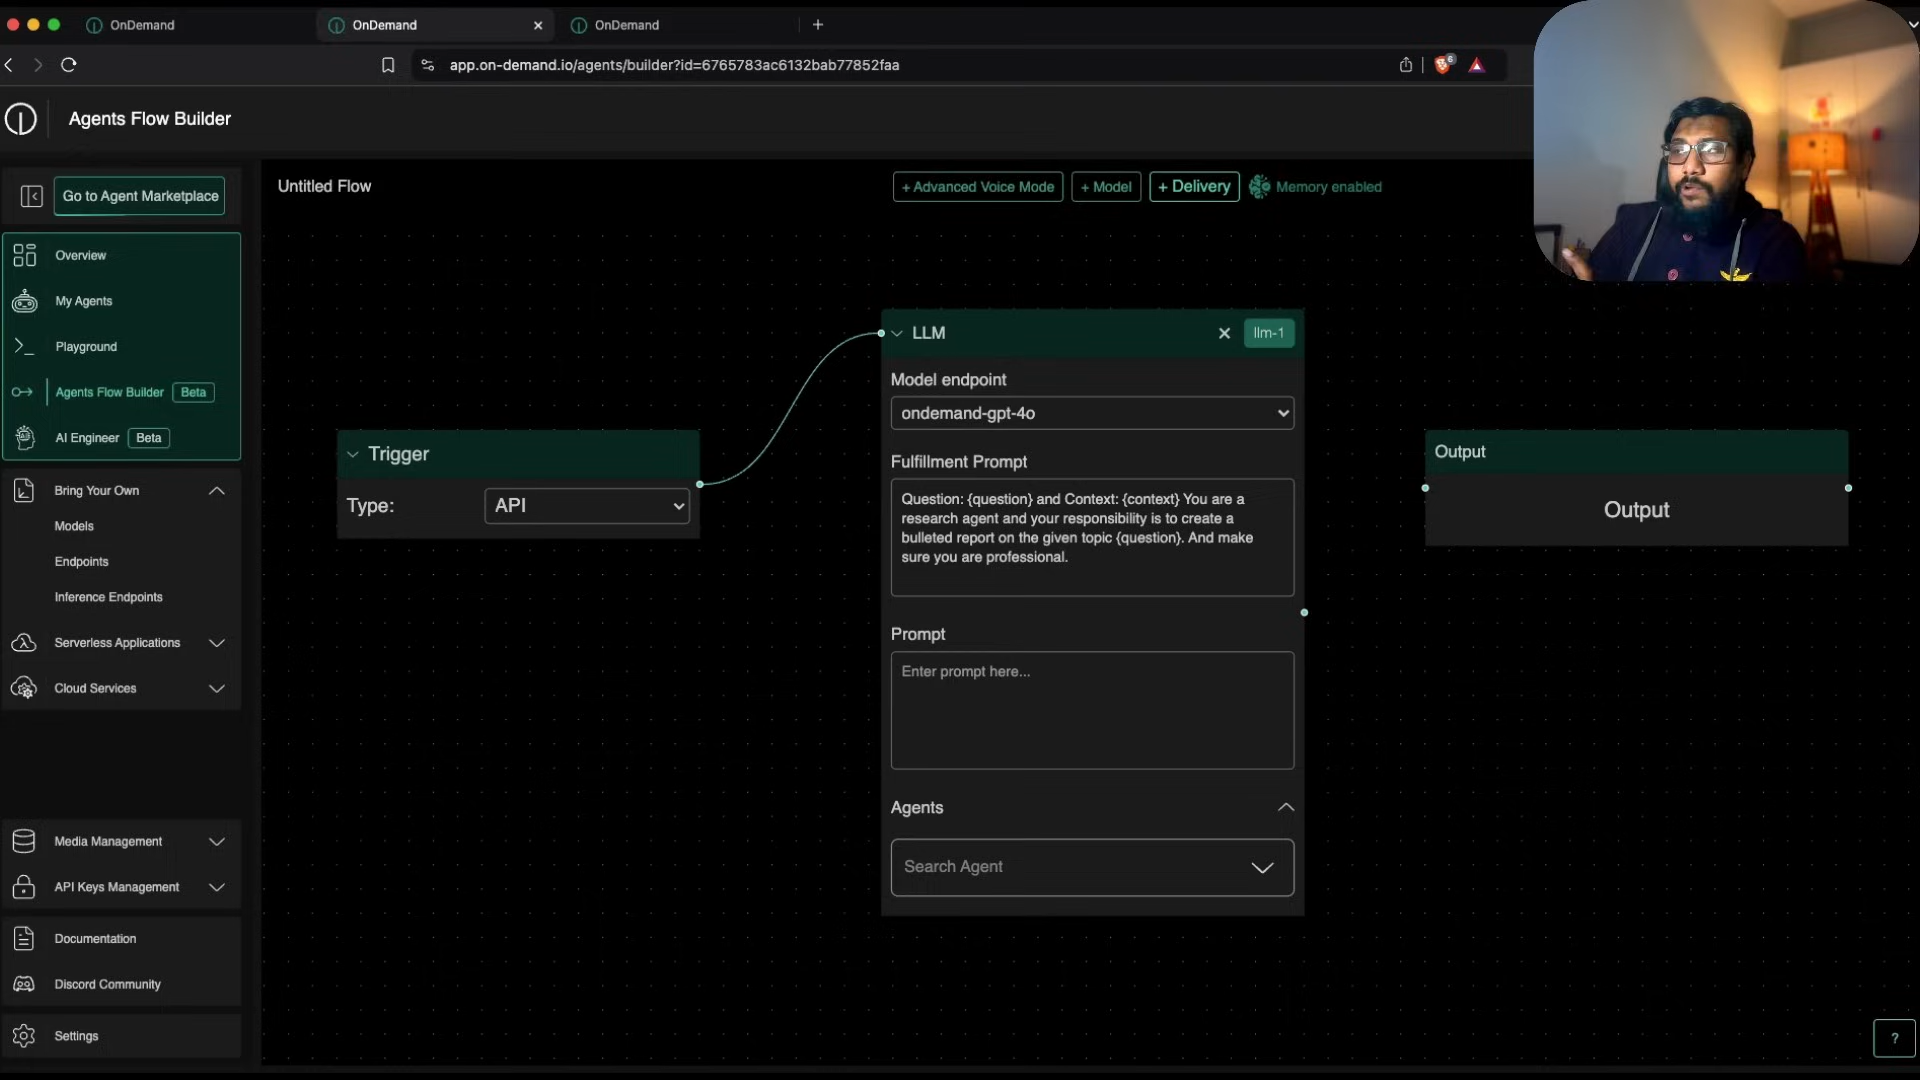 OnDemand
OnDemand
OnDemand
app.on-demand.io/agents/builder?id=6765783ac6132bab77852faa
6
Agents Flow Builder
Go to Agent Marketplace
Overview
My Agents
Playground
Agents Flow Builder Beta
AI Engineer Beta
Bring Your Own
Models
Endpoints
Inference Endpoints
Serverless Applications
Cloud Services
Media Management
API Keys Management
Documentation
Discord Community
Settings
Untitled Flow
+ Advanced Voice Mode
+ Model
+ Delivery
Memory enabled
Trigger
Type:
API
LLM
llm-1
Model endpoint
ondemand-gpt-4o
Fulfillment Prompt
Question: {question} and Context: {context} You are a
research agent and your responsibility is to create a
bulleted report on the given topic {question}. And make
sure you are professional.
Prompt
Enter prompt here...
Agents
Search Agent
Output
Output
?